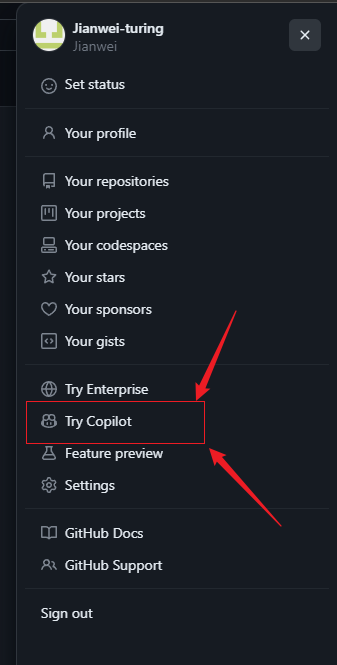 Jianwei-turing
Jianwei
Set status
Your profile
Your repositories
Your projects
Your codespaces
Your stars
Your sponsors
Your gists
Try Enterprise
Try Copilot
Feature preview
Settings
GitHub Docs
GitHub Support
Sign out